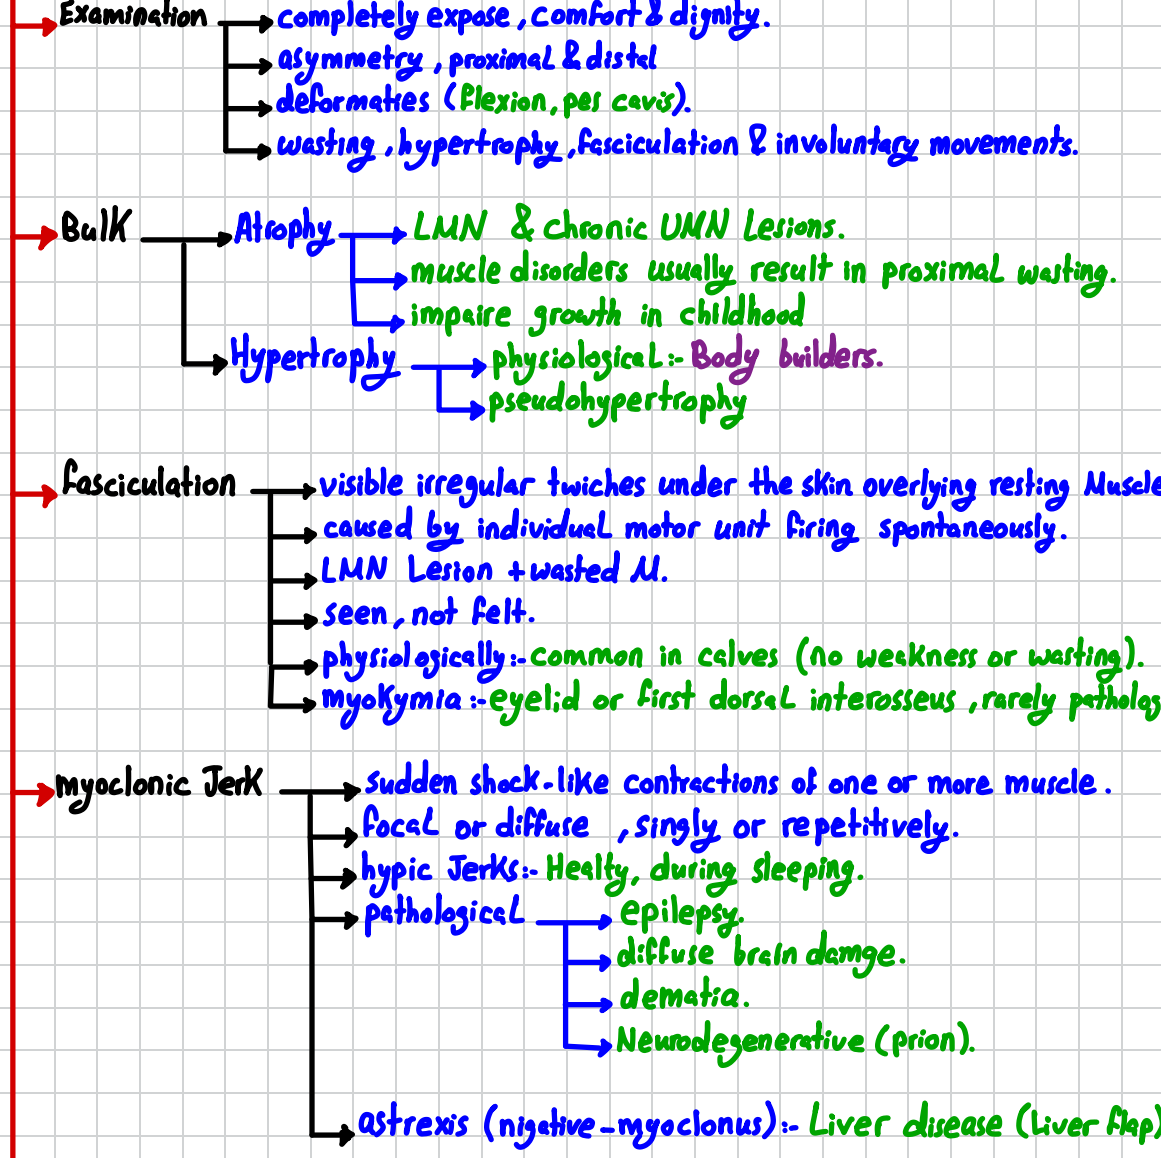 Examination completely expose, comfort & dignity.
asymmetry, proximal & distal
deformaties (flexion, pes cavis).
wasting, hypertrophy, fasciculation & involuntary movements.
Bulk Atrophy LMN & chronic UMN Lesions.
muscle disorders usually result in proximal wasting.
impaire growth in childhood
Hypertrophy physiological:- Body builders.
pseudohypertrophy
fasciculation visible irregular twiches under the skin overlying resting Muscle
caused by individual motor unit firing spontaneously.
LMN Lesion + wasted M.
seen, not felt.
physiologically:- common in calves (no weakness or wasting).
myokymia:- eyelid or first dorsal interosseus, rarely patholog
myoclonic Jerk sudden shock-like contractions of one or more muscle.
focal or diffuse, singly or repetitively.
hypic Jerks:- Healty, during sleeping.
pathological epilepsy.
diffuse brain damge.
dematia.
Neurodegenerative (prion).
astrexis (nigative-myoclonus):- Liver disease (Liver flap)